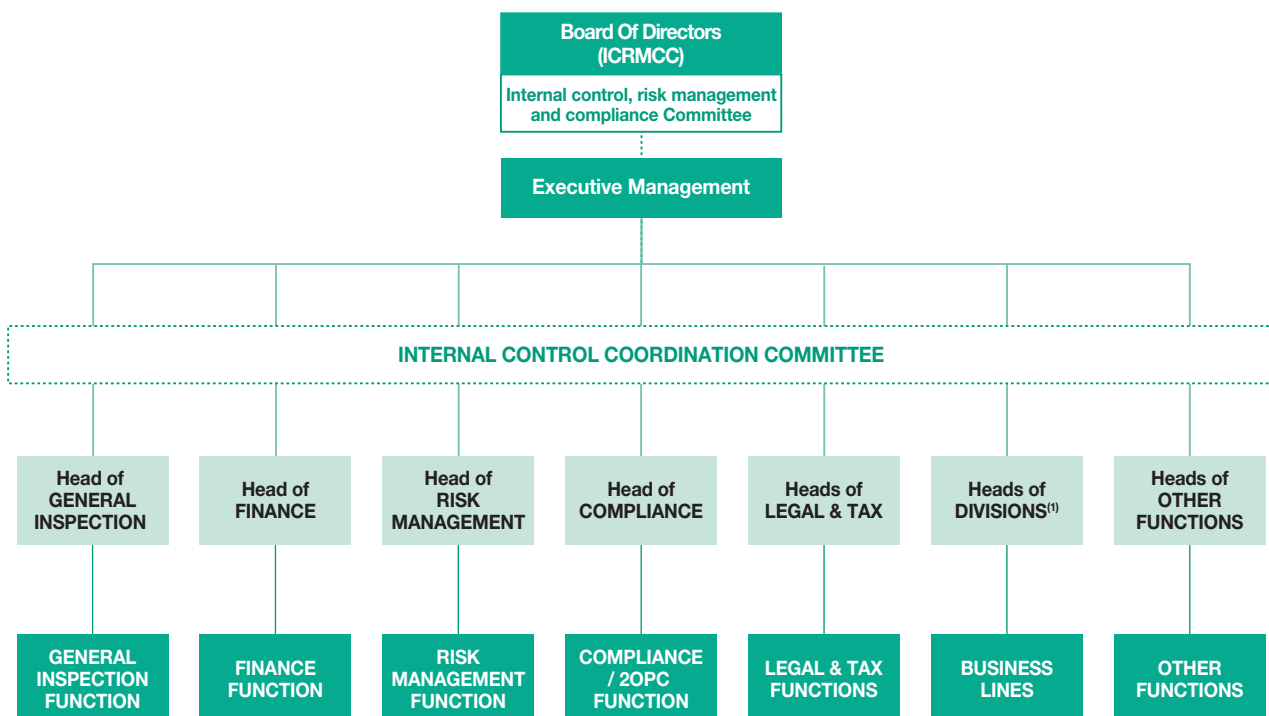 Board Of Directors
(ICRMCC)
Internal control, risk management
and compliance Committee
Executive Management
INTERNAL CONTROL COORDINATION COMMITTEE
Head of
GENERAL
INSPECTION
Head of
FINANCE
Head of
RISK
MANAGEMENT
Head of
COMPLIANCE
Heads of
LEGAL & TAX
Heads of
DIVISIONS(1)
Heads of
OTHER
FUNCTIONS
GENERAL
INSPECTION
FUNCTION
FINANCE
FUNCTION
RISK
MANAGEMENT
FUNCTION
COMPLIANCE
/ 2OPC
FUNCTION
LEGAL & TAX
FUNCTIONS
BUSINESS
LINES
OTHER
FUNCTIONS